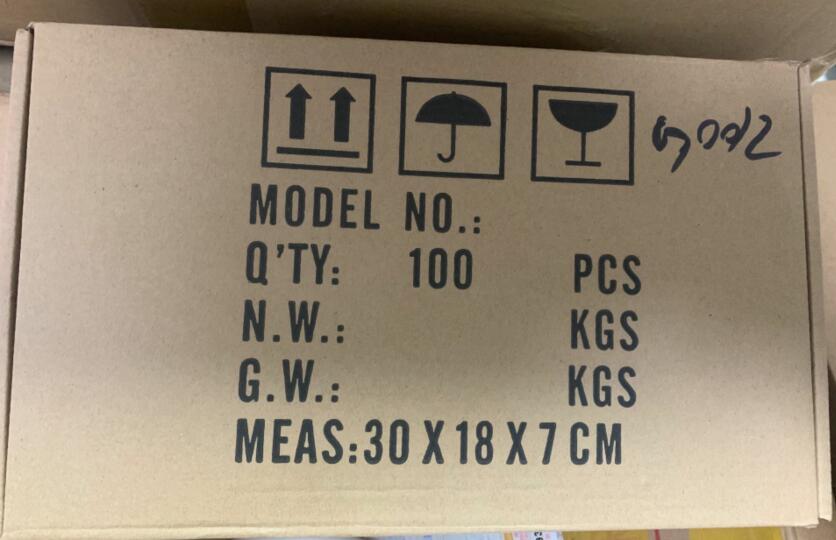 MODEL NO.:
Q'TY: 100 PCS
N.W.: KGS
G.W.: KGS
MEAS:30 X 18 X 7 CM